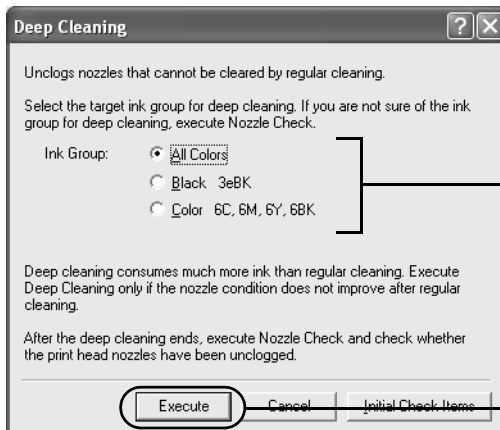 Deep Cleaning
Unclogs nozzles that cannot be cleared by regular cleaning.
Select the target ink group for deep cleaning. If you are not sure of the ink
group for deep cleaning, execute Nozzle Check.
Ink Group: All Colors
Black 3eBK
Color 6C, 6M, 6Y, 6BK
Deep cleaning consumes much more ink than regular cleaning. Execute
Deep Cleaning only if the nozzle condition does not improve after regular
cleaning.
After the deep cleaning ends, execute Nozzle Check and check whether
the print head nozzles have been unclogged.
Execute Cancel Initial Check Items